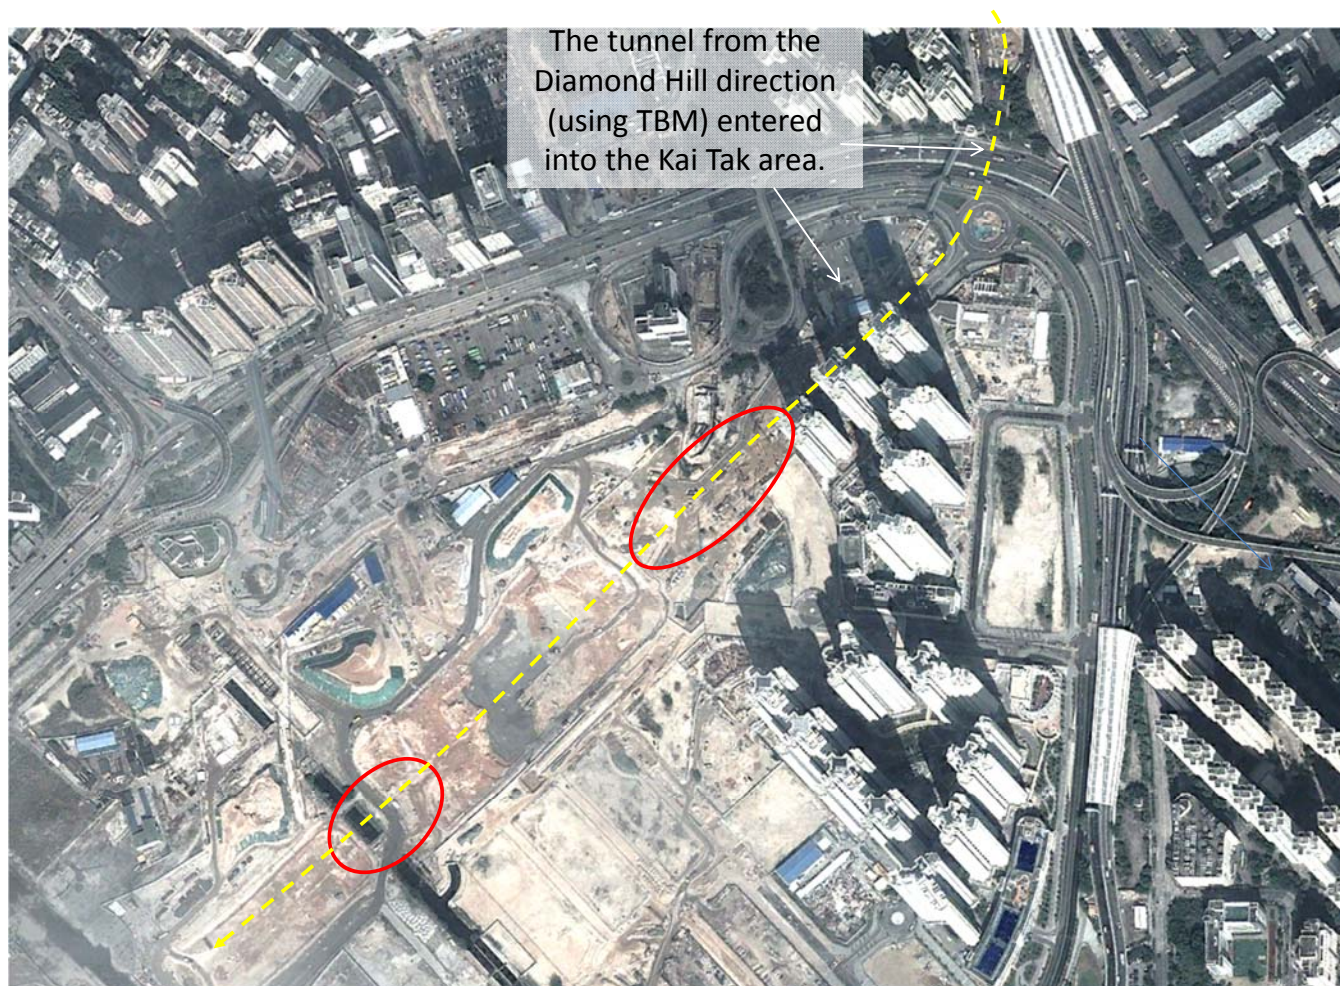 The tunnel from the
Diamond Hill direction
(using TBM) entered
into the Kai Tak area.